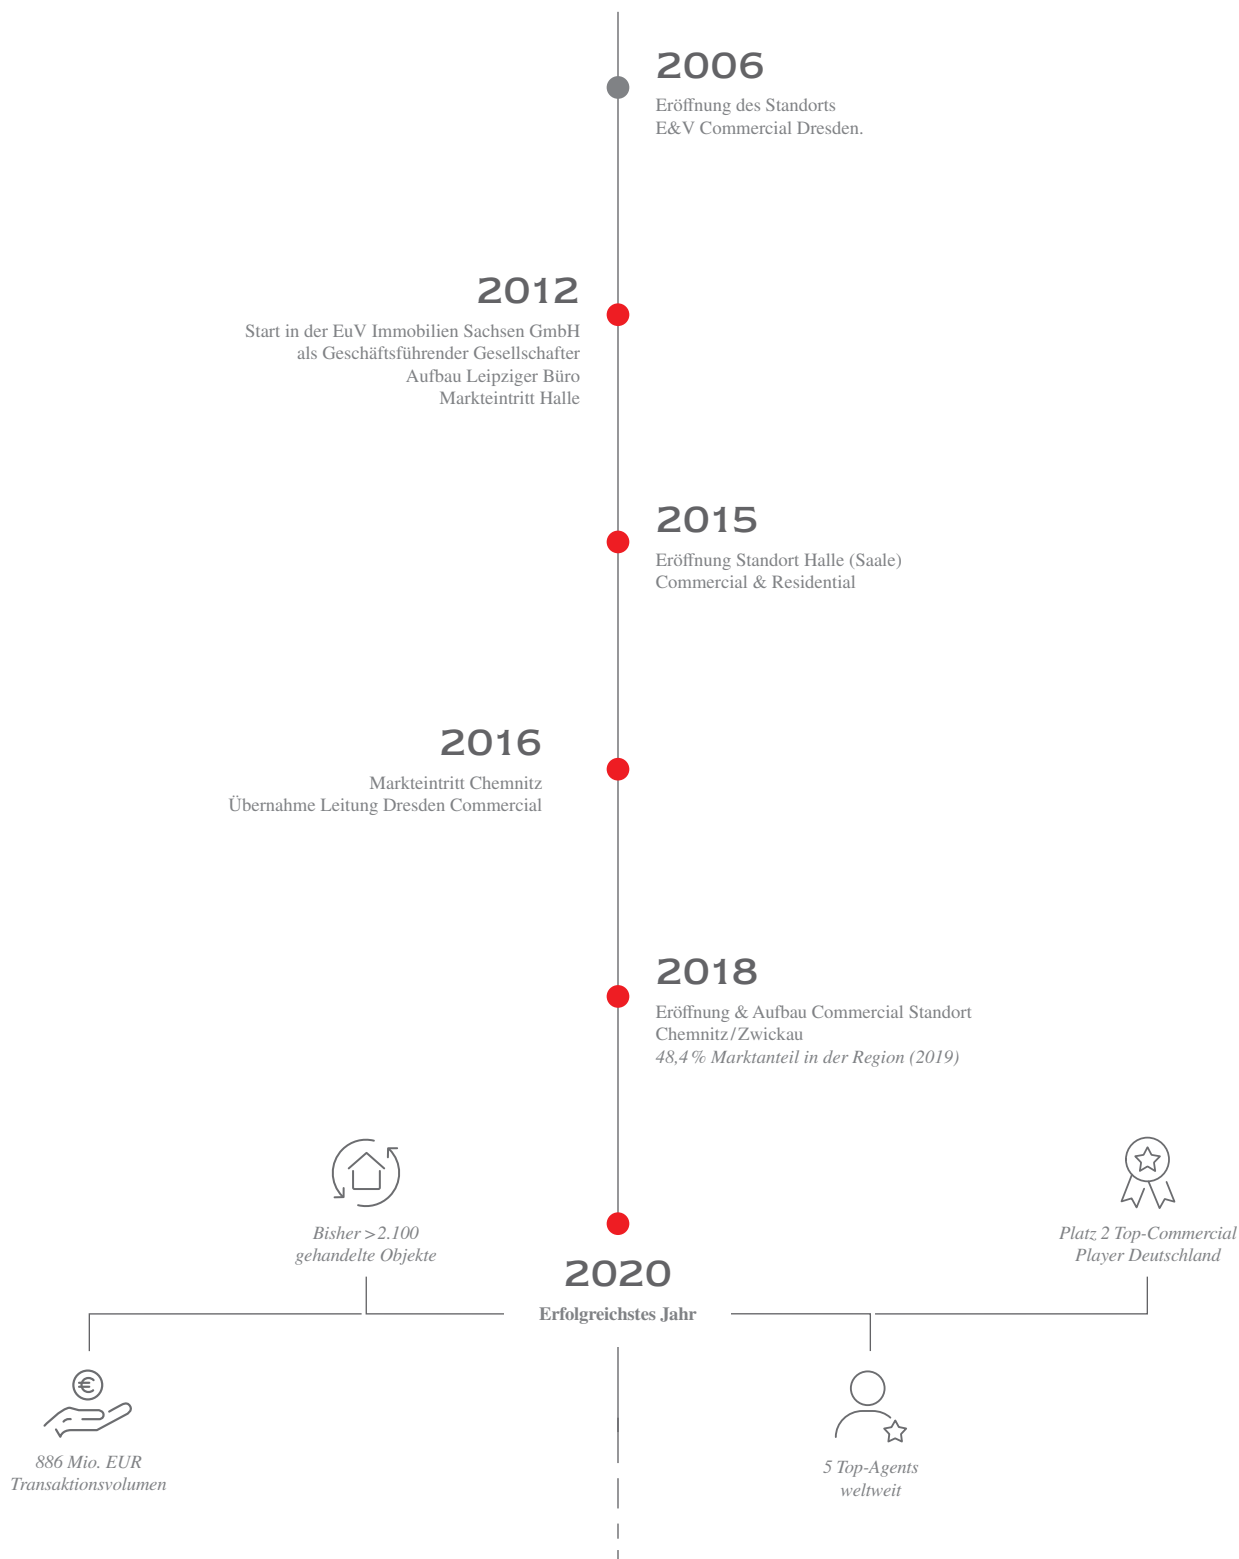 2006
Eröffnung des Standorts
E&V Commercial Dresden.
2012
Start in der EuV Immobilien Sachsen GmbH
als Geschäftsführender Gesellschafter
Aufbau Leipziger Büro
Markteintritt Halle
2015
Eröffnung Standort Halle (Saale)
Commercial & Residential
2016
Markteintritt Chemnitz
Übernahme Leitung Dresden Commercial
2018
Eröffnung & Aufbau Commercial Standort
Chemnitz/Zwickau
48,4 % Marktanteil in der Region (2019)
Bisher >2.100
gehandelte Objekte
Platz 2 Top-Commercial
Player Deutschland
2020
Erfolgreichstes Jahr
€
886 Mio. EUR
Transaktionsvolumen
5 Top-Agents
weltweit